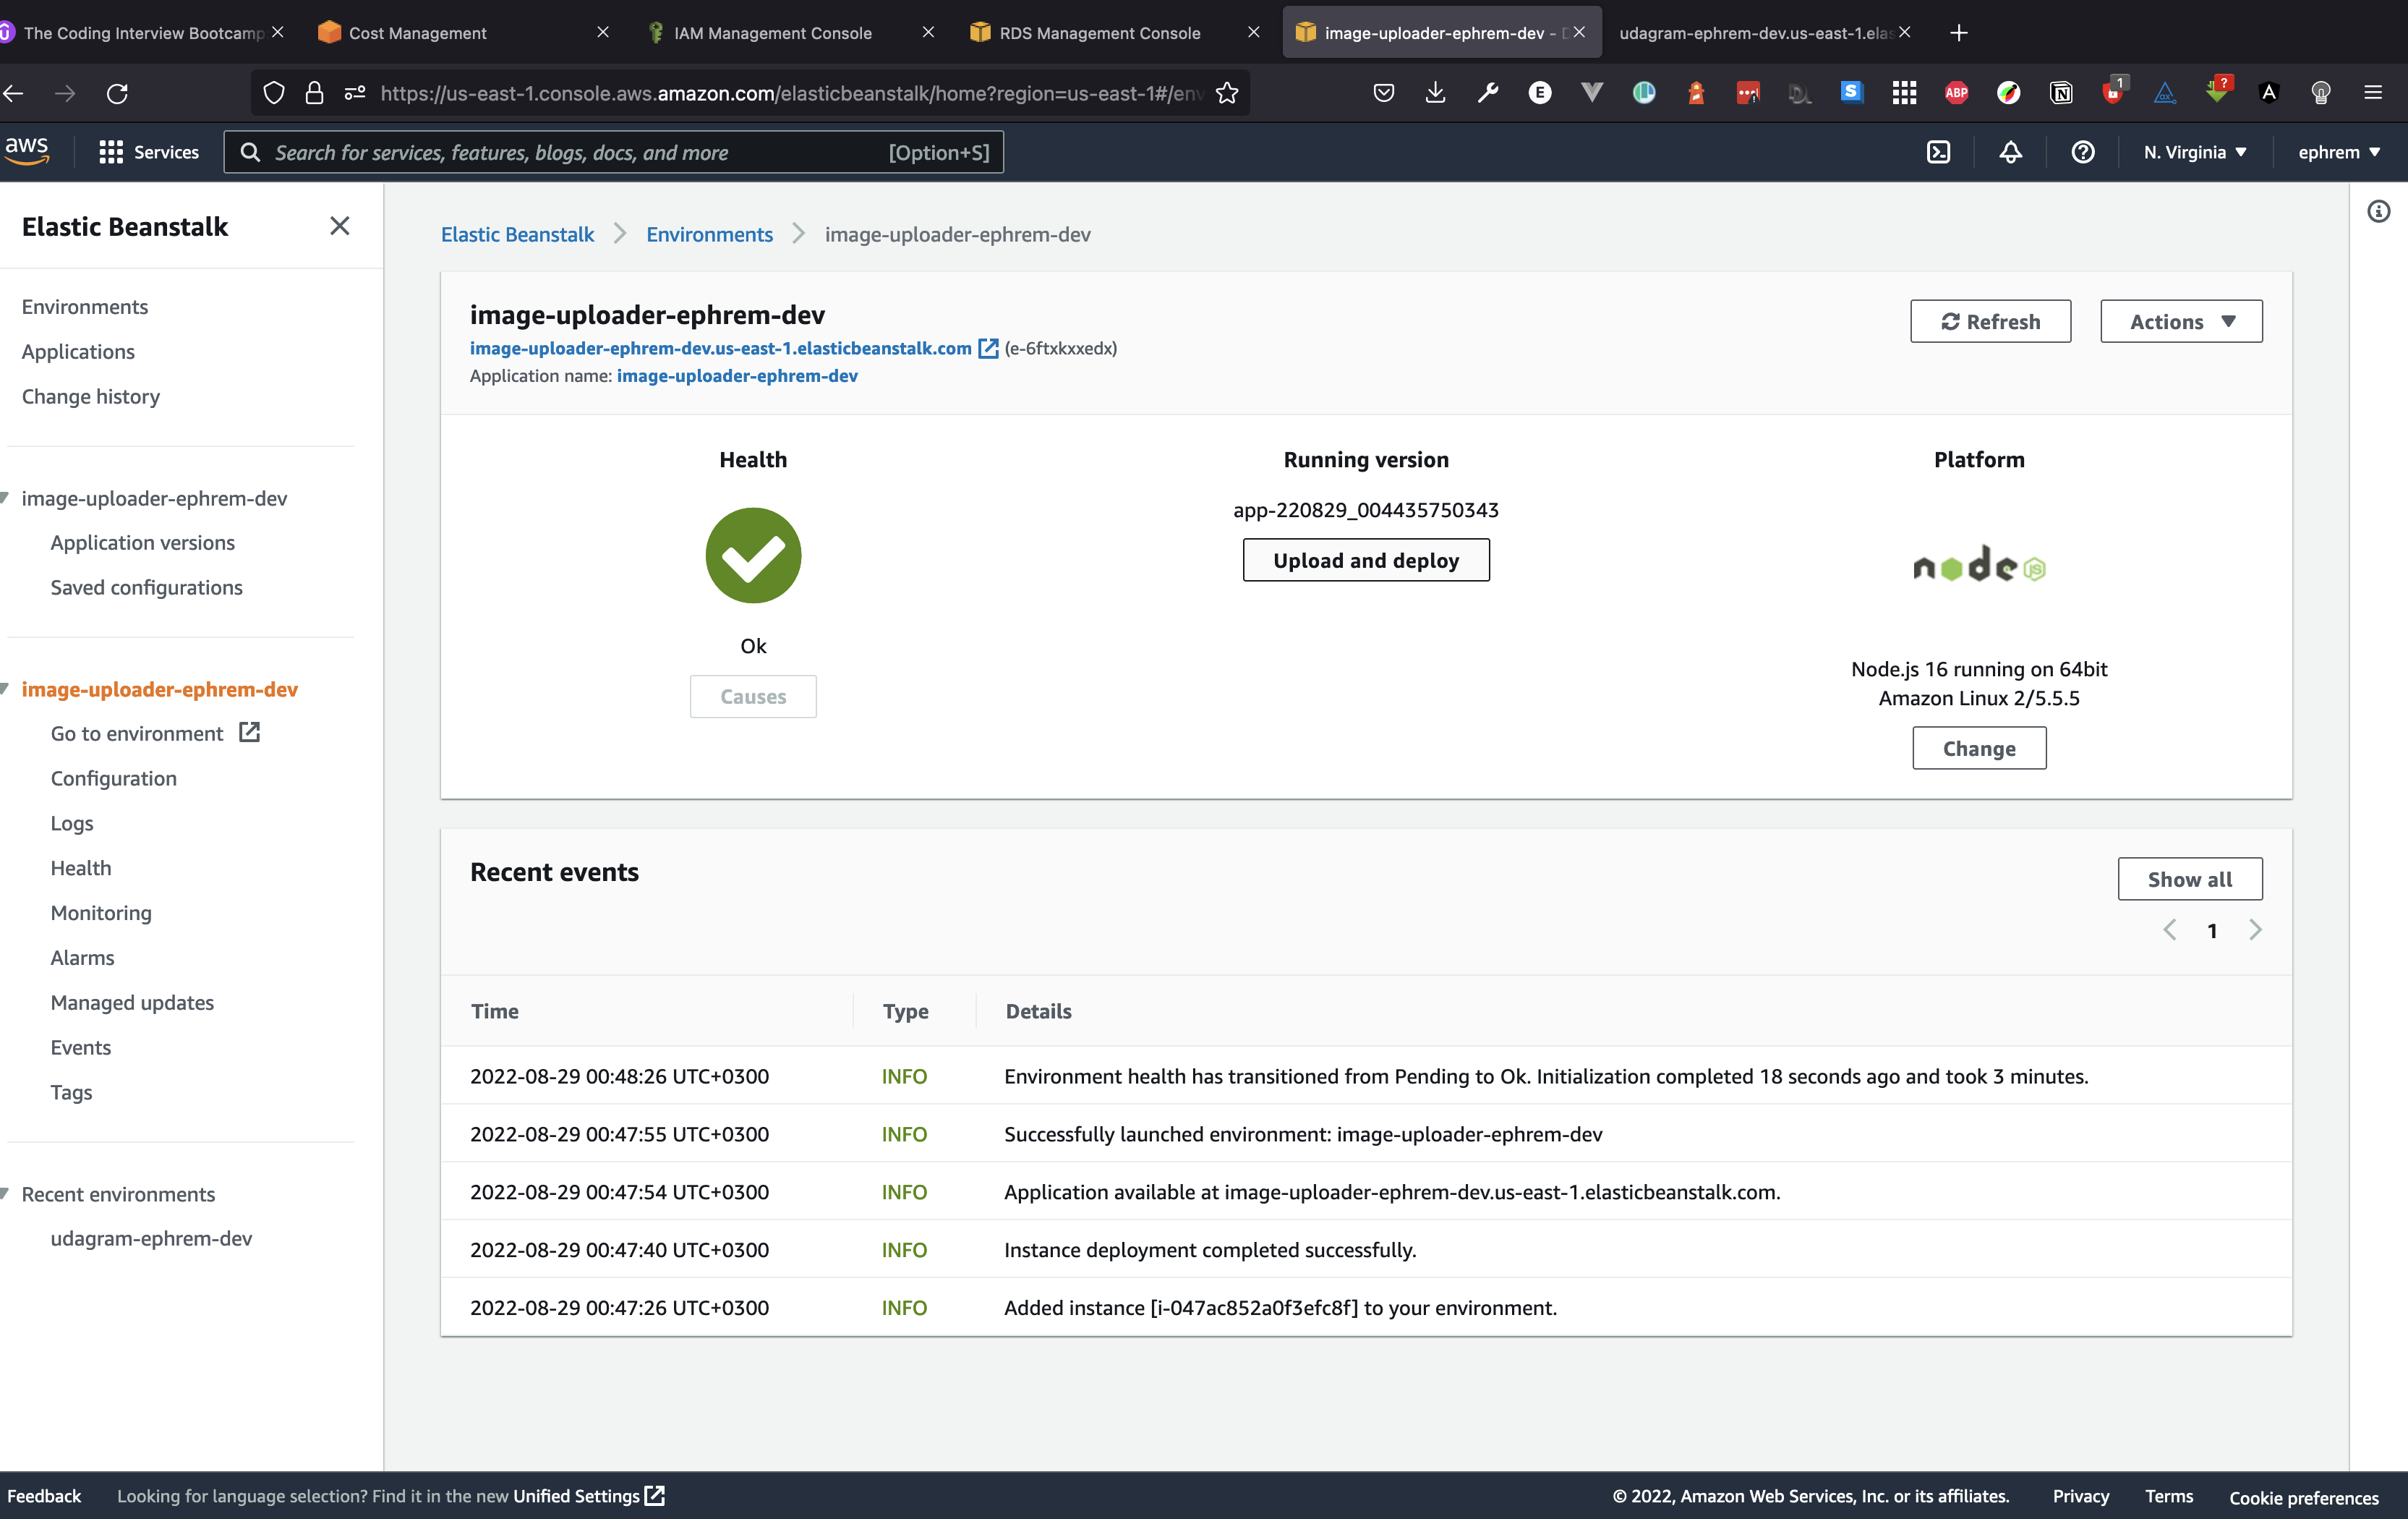 The Coding Interview Bootcamp
Cost Management
IAM Management Console
RDS Management Console
image-uploader-ephrem-dev -
udagram-ephrem-dev.us-east-1.elas
https://us-east-1.console.aws.amazon.com/elasticbeanstalk/home?region=us-east-1#/env
aws
Services
Search for services, features, blogs, docs, and more
[Option+S]
N. Virginia
ephrem
Elastic Beanstalk
Environments
Applications
Change history
image-uploader-ephrem-dev
Application versions
Saved configurations
image-uploader-ephrem-dev
Go to environment
Configuration
Logs
Health
Monitoring
Alarms
Managed updates
Events
Tags
Recent environments
udagram-ephrem-dev
Elastic Beanstalk
Environments
image-uploader-ephrem-dev
image-uploader-ephrem-dev
image-uploader-ephrem-dev.us-east-1.elasticbeanstalk.com (e-6ftxkxxedx)
Application name: image-uploader-ephrem-dev
Refresh
Actions
Health
Ok
Causes
Running version
app-220829_004435750343
Upload and deploy
Platform
node JS
Node.js 16 running on 64bit
Amazon Linux 2/5.5.5
Change
Recent events
Show all
1
Time Type Details
2022-08-29 00:48:26 UTC+0300 INFO Environment health has transitioned from Pending to Ok. Initialization completed 18 seconds ago and took 3 minutes.
2022-08-29 00:47:55 UTC+0300 INFO Successfully launched environment: image-uploader-ephrem-dev
2022-08-29 00:47:54 UTC+0300 INFO Application available at image-uploader-ephrem-dev.us-east-1.elasticbeanstalk.com.
2022-08-29 00:47:40 UTC+0300 INFO Instance deployment completed successfully.
2022-08-29 00:47:26 UTC+0300 INFO Added instance [i-047ac852a0f3efc8f] to your environment.
Feedback
Looking for language selection? Find it in the new Unified Settings
© 2022, Amazon Web Services, Inc. or its affiliates.
Privacy
Terms
Cookie preferences